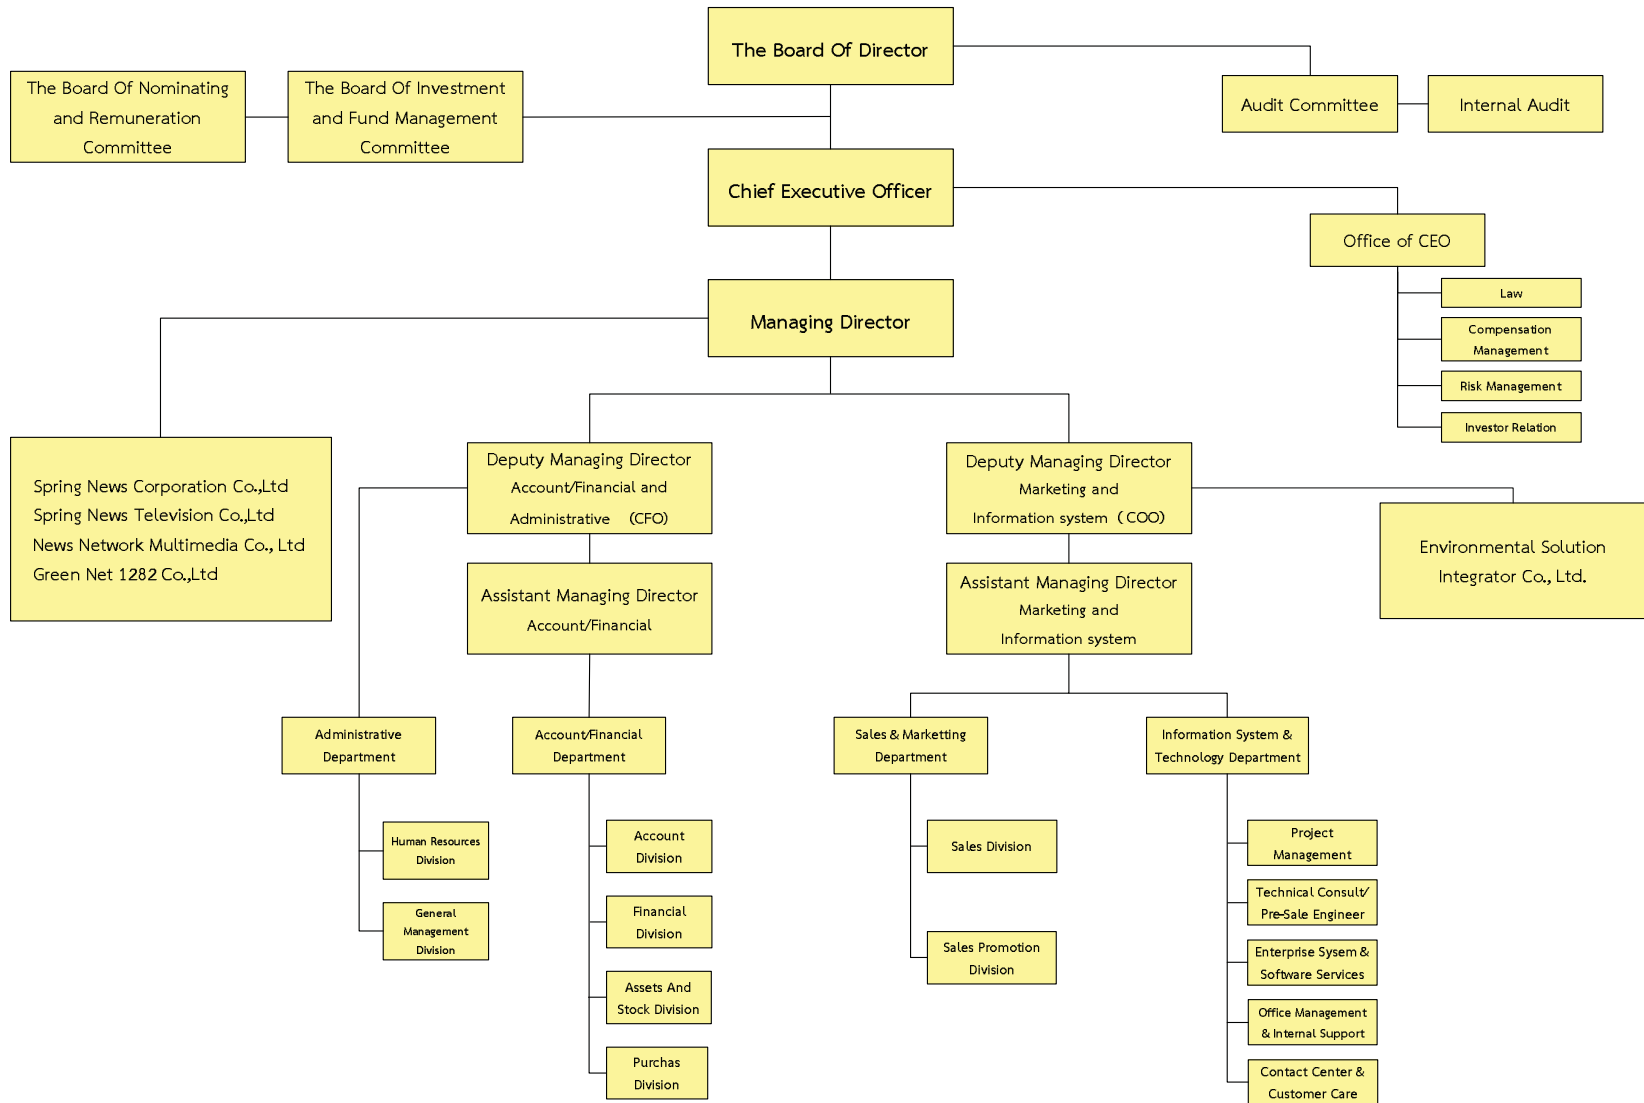 The Board Of Director
The Board Of Nominating
and Remuneration
Committee
The Board Of Investment
and Fund Management
Committee
Audit Committee
Internal Audit
Chief Executive Officer
Office of CEO
Law
Compensation
Management
Risk Management
Investor Relation
Managing Director
Spring News Corporation Co.,Ltd
Spring News Television Co.,Ltd
News Network Multimedia Co., Ltd
Green Net 1282 Co.,Ltd
Deputy Managing Director
Account/Financial and
Administrative (CFO)
Deputy Managing Director
Marketing and
Information system ( COO)
Environmental Solution
Integrator Co., Ltd.
Assistant Managing Director
Account/Financial
Assistant Managing Director
Marketing and
Information system
Administrative
Department
Account/Financial
Department
Sales & Marketting
Department
Information System &
Technology Department
Human Resources
Division
General
Management
Division
Account
Division
Financial
Division
Assets And
Stock Division
Purchas
Division
Sales Division
Sales Promotion
Division
Project
Management
Technical Consult/
Pre-Sale Engineer
Enterprise Sysem &
Software Services
Office Management
& Internal Support
Contact Center &
Customer Care